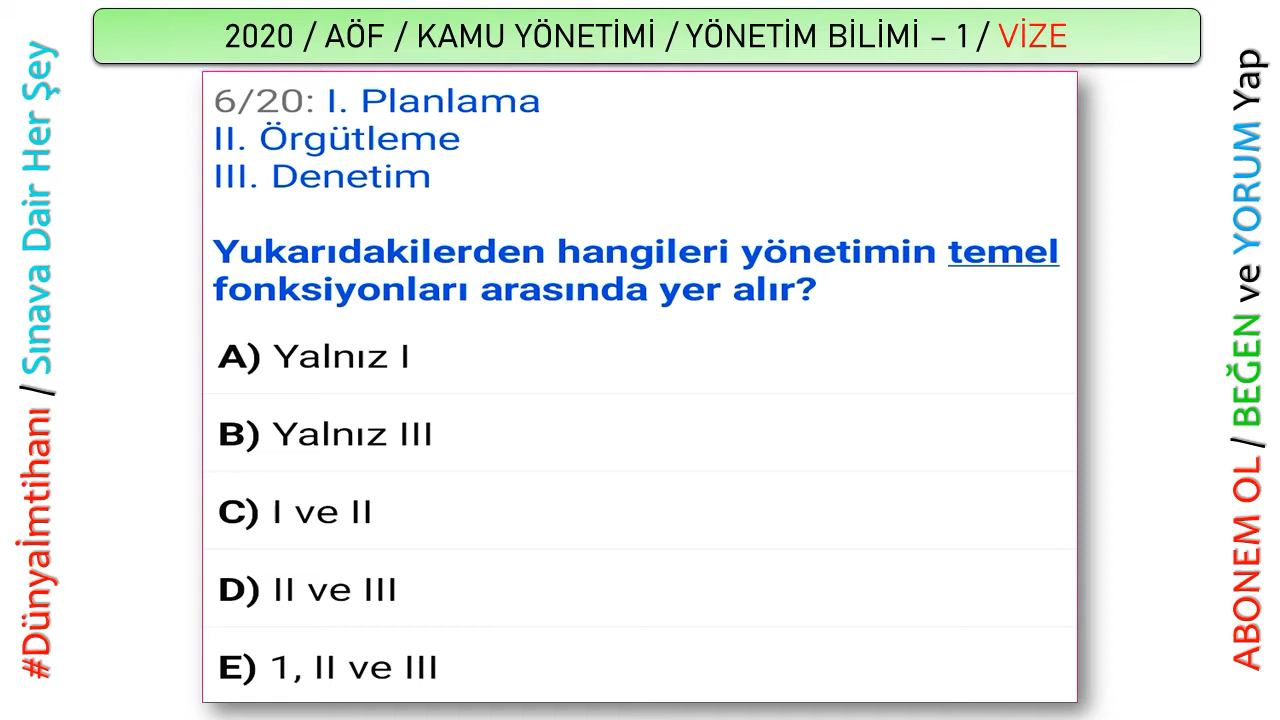 2020 / AÖF / KAMU YÖNETİMİ / YÖNETİM BİLİMİ – 1 / VİZE
#Dünyaİmtihanı / Sınava Dair Her Şey
6/20: I. Planlama
II. Örgütleme
III. Denetim
Yukarıdakilerden hangileri yönetimin temel
fonksiyonları arasında yer alır?
A) Yalnız I
B) Yalnız III
C) I ve II
D) II ve III
E) 1, II ve III
ABONEM OL / BEĞEN ve YORUM Yap